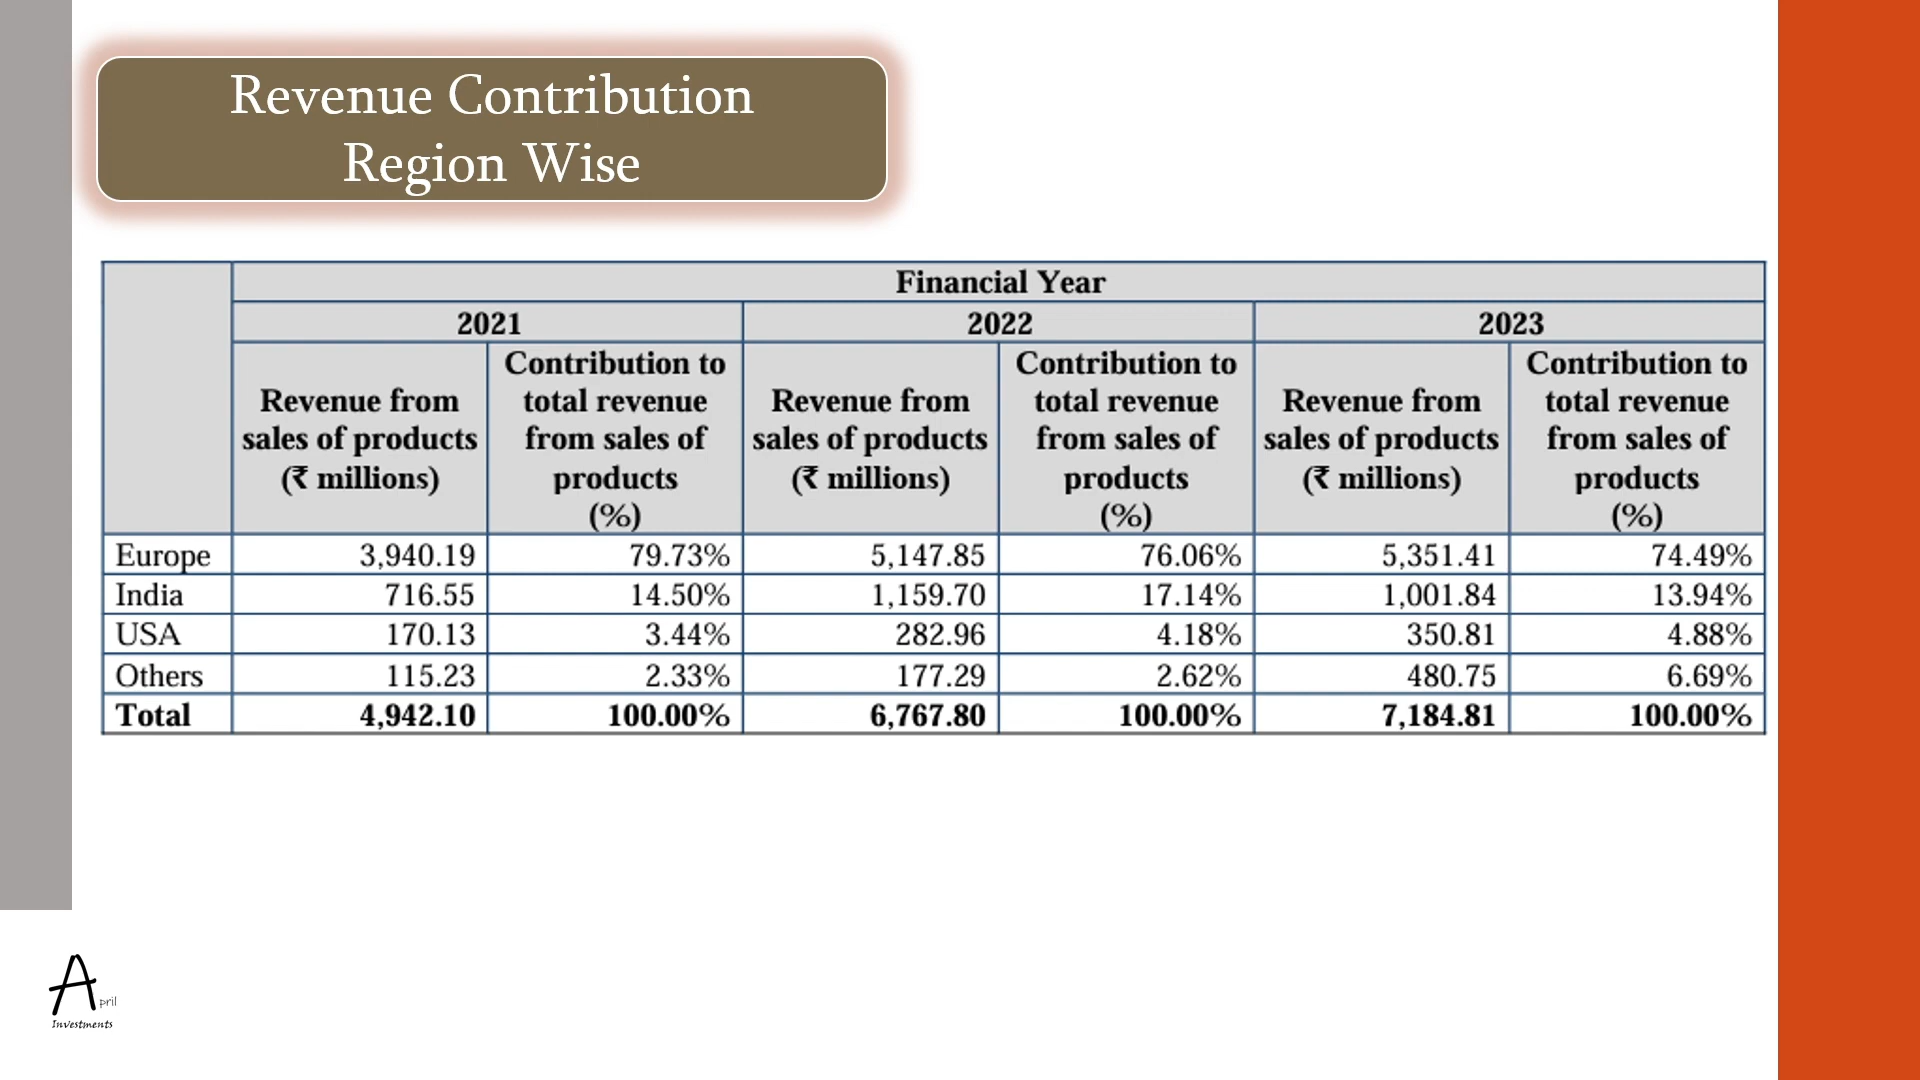 Revenue Contribution
Region Wise
Financial Year
2021 2022 2023
Revenue from sales of products (₹ millions) Contribution to total revenue from sales of products (%) Revenue from sales of products (₹ millions) Contribution to total revenue from sales of products (%) Revenue from sales of products (₹ millions) Contribution to total revenue from sales of products (%)
Europe 3,940.19 79.73% 5,147.85 76.06% 5,351.41 74.49%
India 716.55 14.50% 1,159.70 17.14% 1,001.84 13.94%
USA 170.13 3.44% 282.96 4.18% 350.81 4.88%
Others 115.23 2.33% 177.29 2.62% 480.75 6.69%
Total 4,942.10 100.00% 6,767.80 100.00% 7,184.81 100.00%
April
Investments